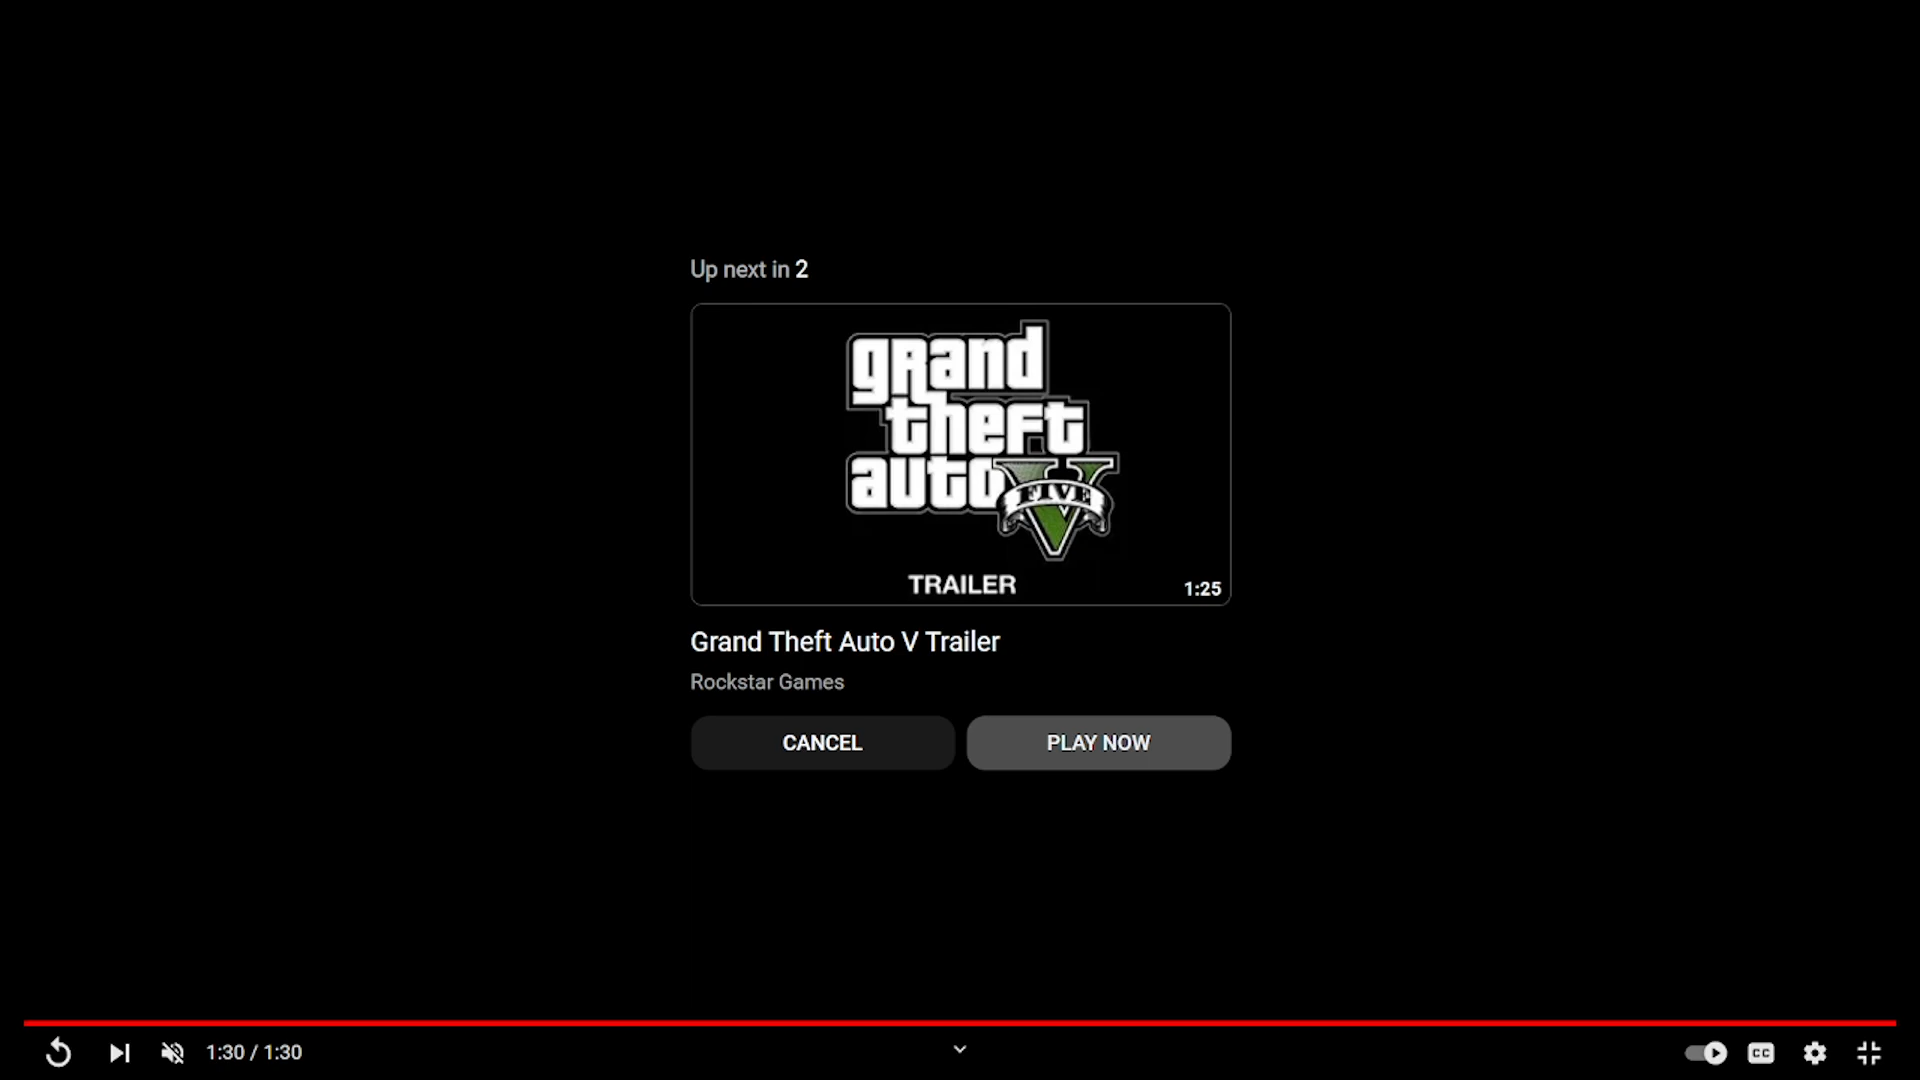 Up next in 2
grand
theft
auto V
FIVE
TRAILER
1:25
Grand Theft Auto V Trailer
Rockstar Games
CANCEL
PLAY NOW
1:30 / 1:30
CC